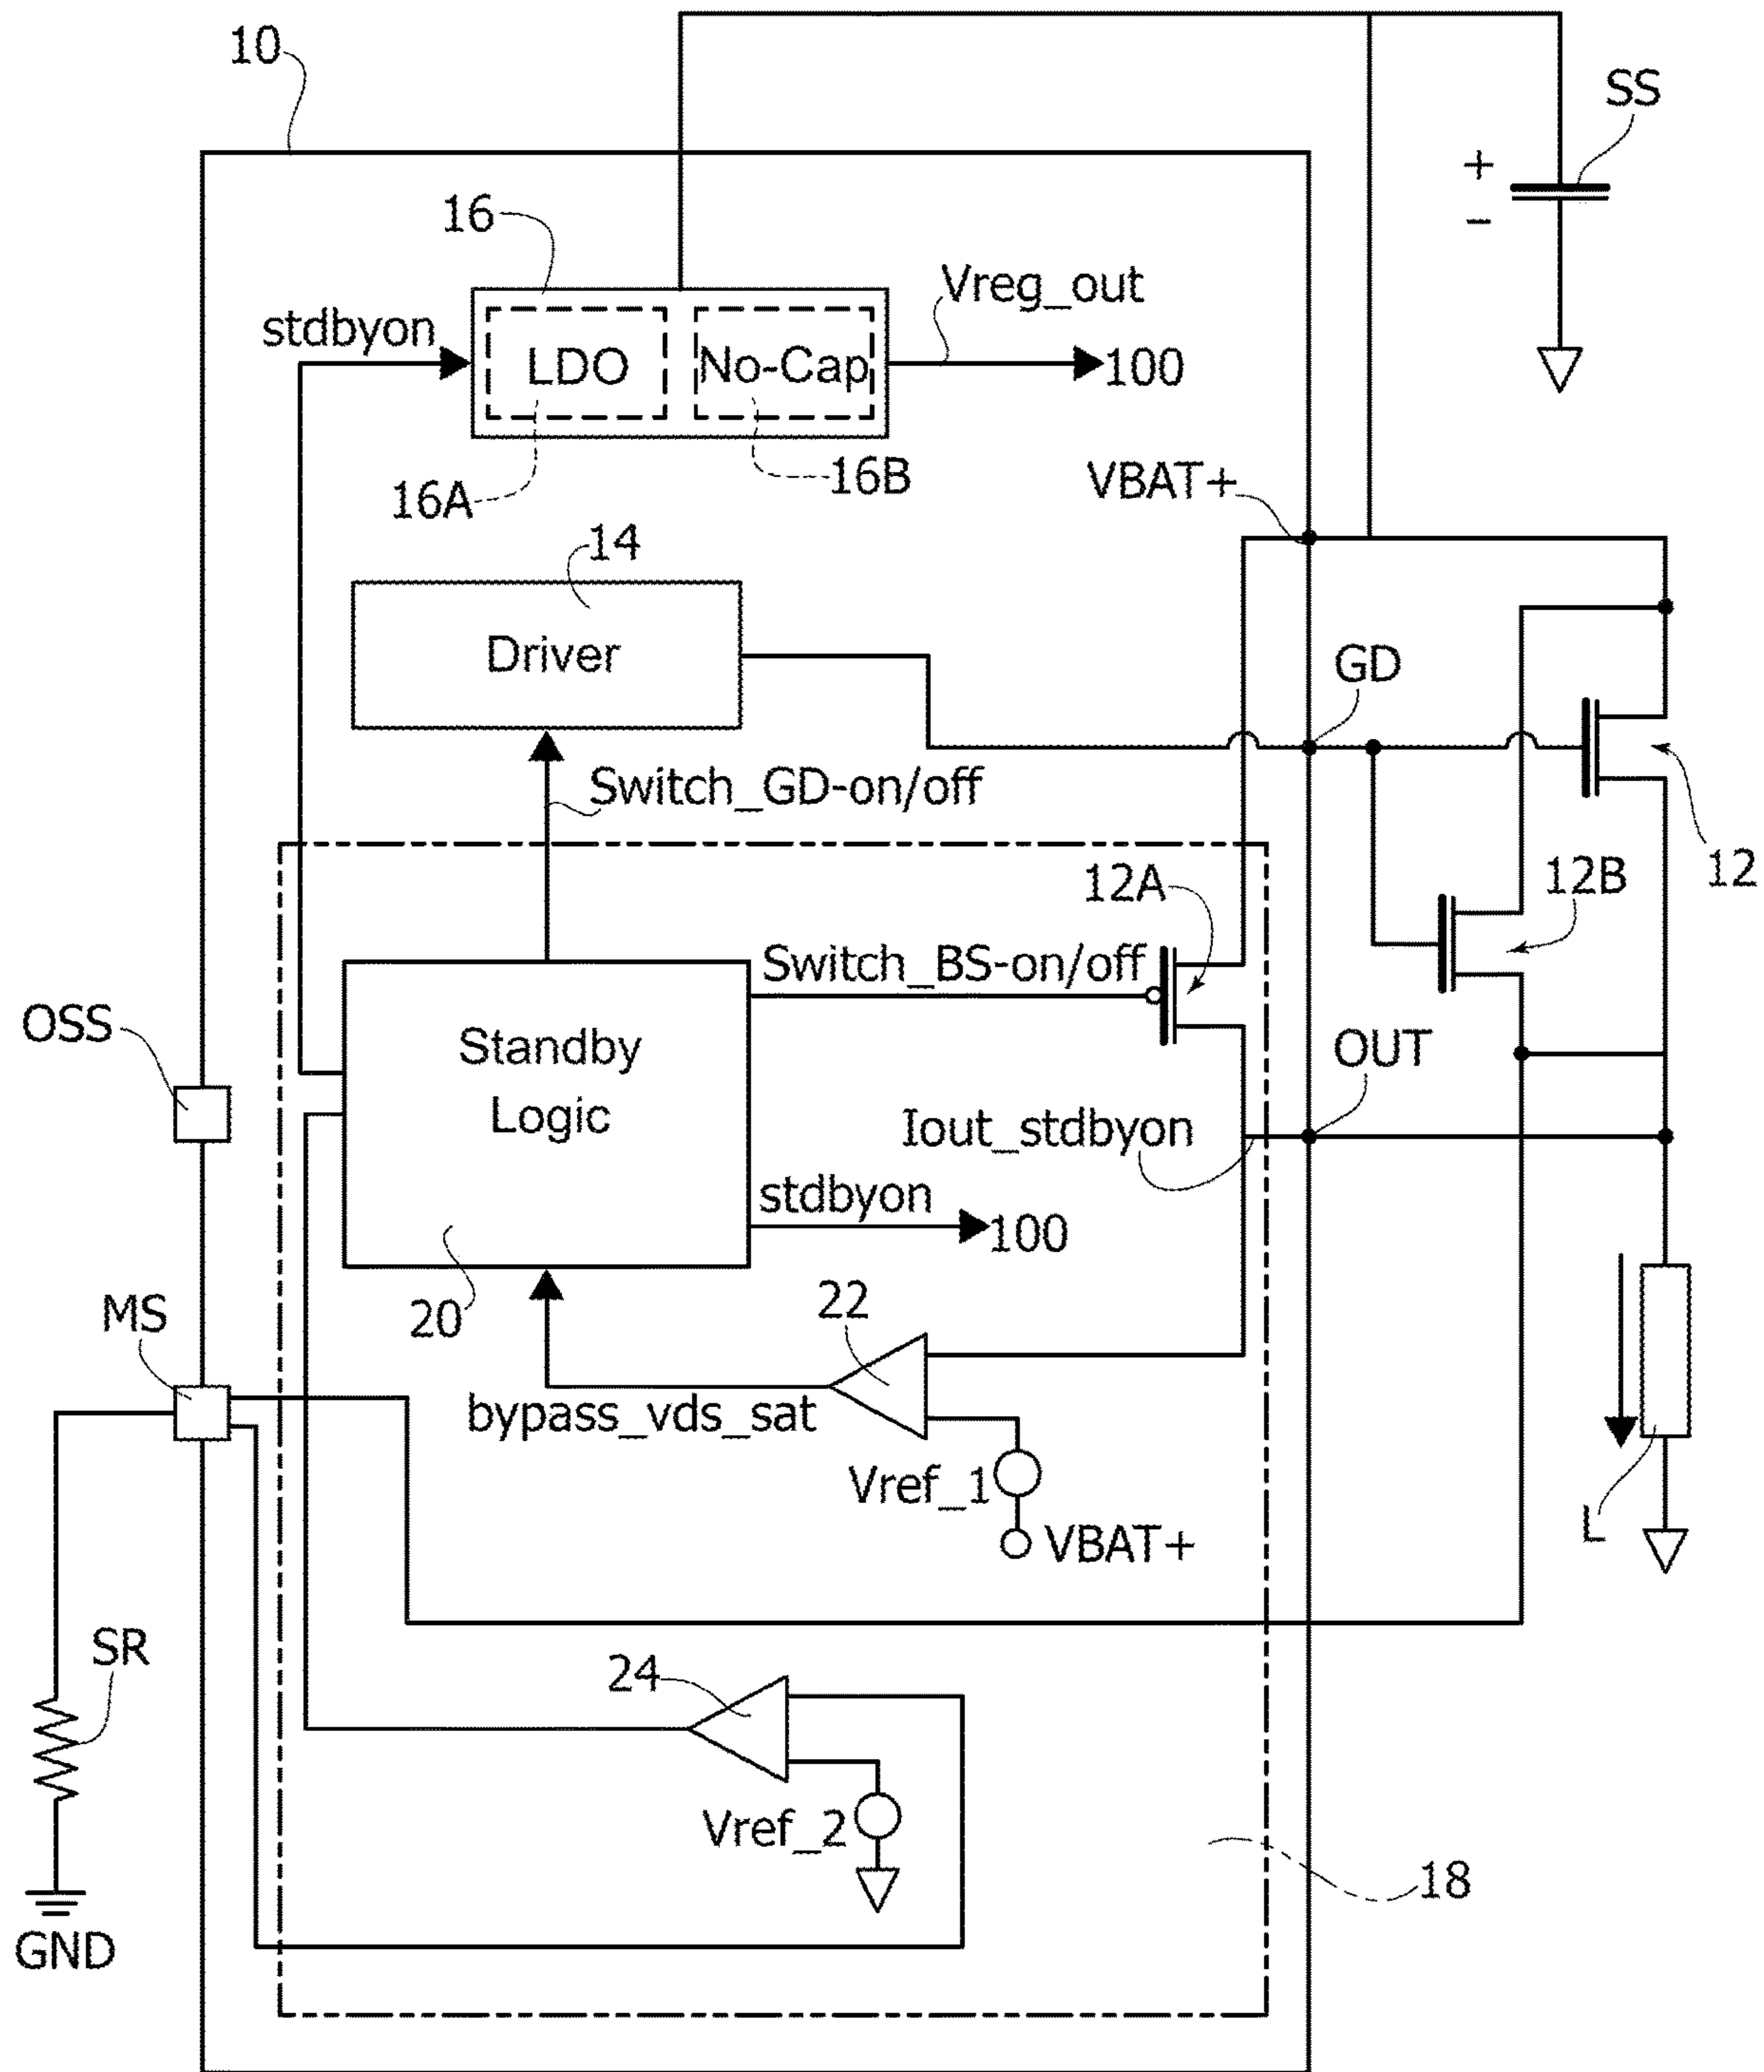 10
SS
+
-
16
Vreg_out
stdbyon
LDO
No-Cap
100
16A
16B
VBAT+
14
Driver
GD
Switch_GD-on/off
12
12A
12B
Switch_BS-on/off
OSS
Standby
Logic
OUT
Iout_stdbyon
stdbyon
100
MS
20
22
bypass_vds_sat
Vref_1
VBAT+
L
SR
24
Vref_2
18
GND